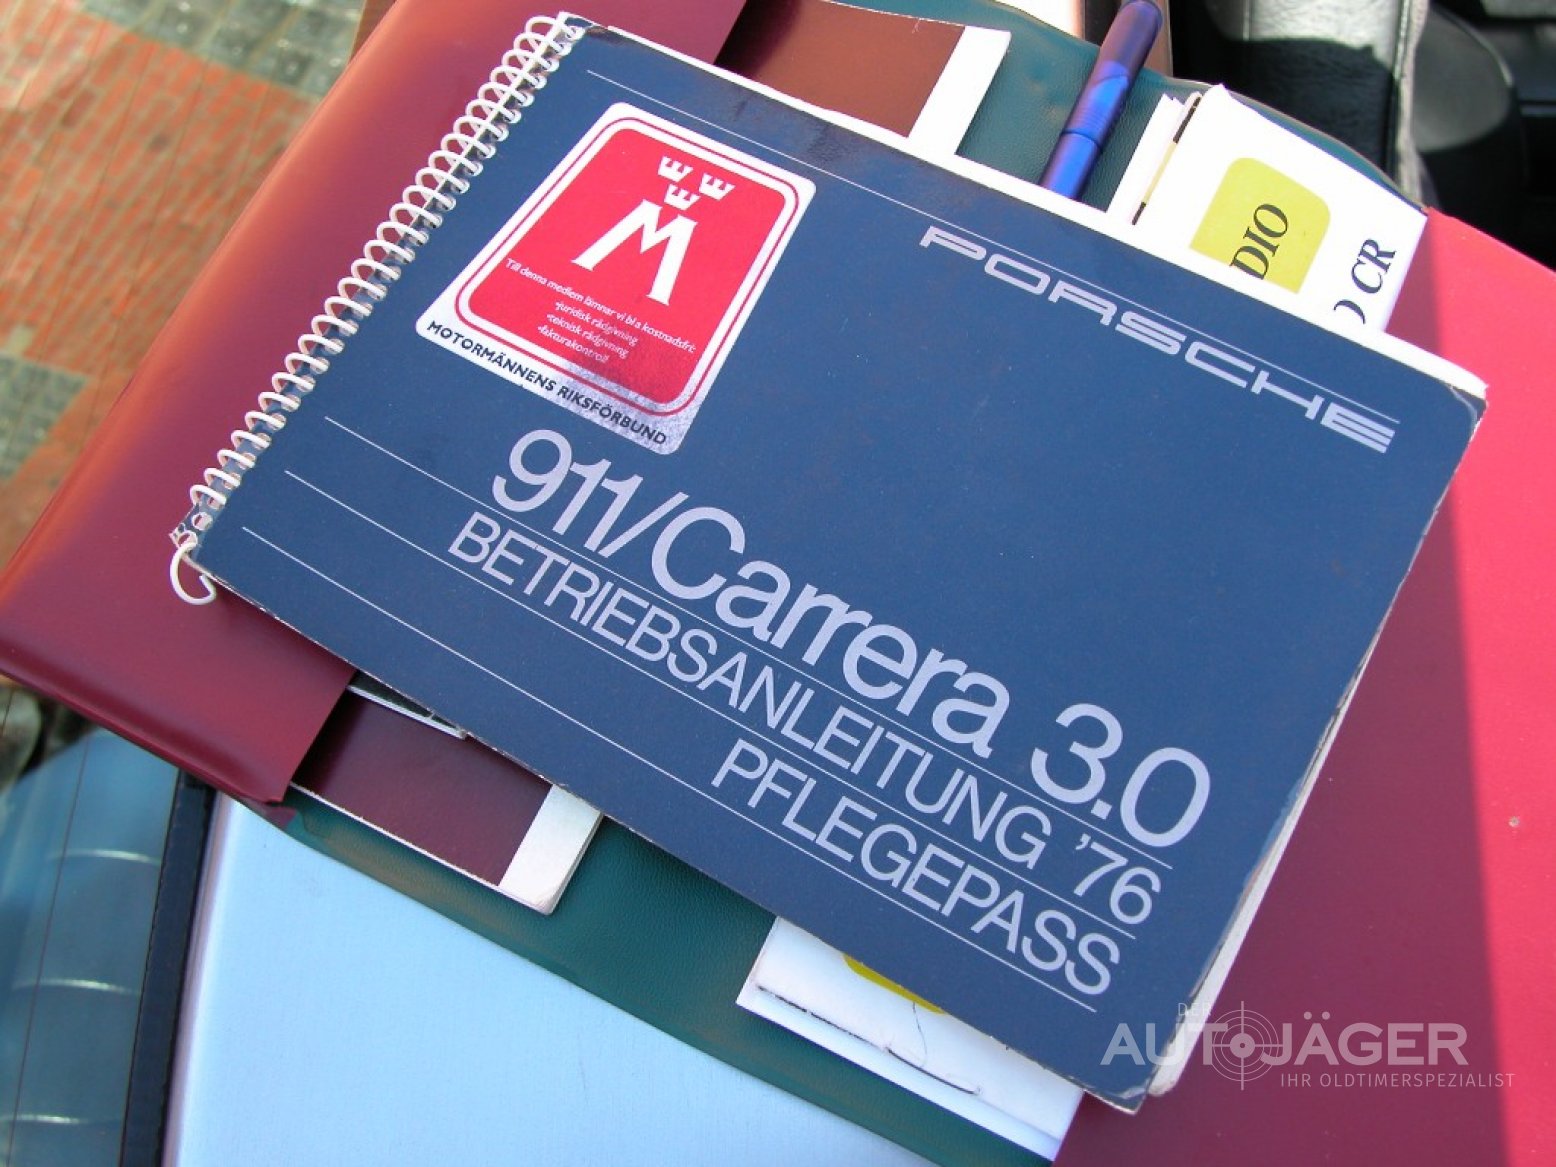 PORSCHE
M
Till denna medlem lämnar vi bl a kostnadsfri:
-juridisk rådgivning
-teknisk rådgivning
-fakturakontroll
MOTORMÄNNENS RIKSFÖRBUND
911/Carrera 3.0
BETRIEBSANLEITUNG '76
PFLEGEPASS
DIO
O CR
DER
AUTOJÄGER
IHR OLDTIMERSPEZIALIST